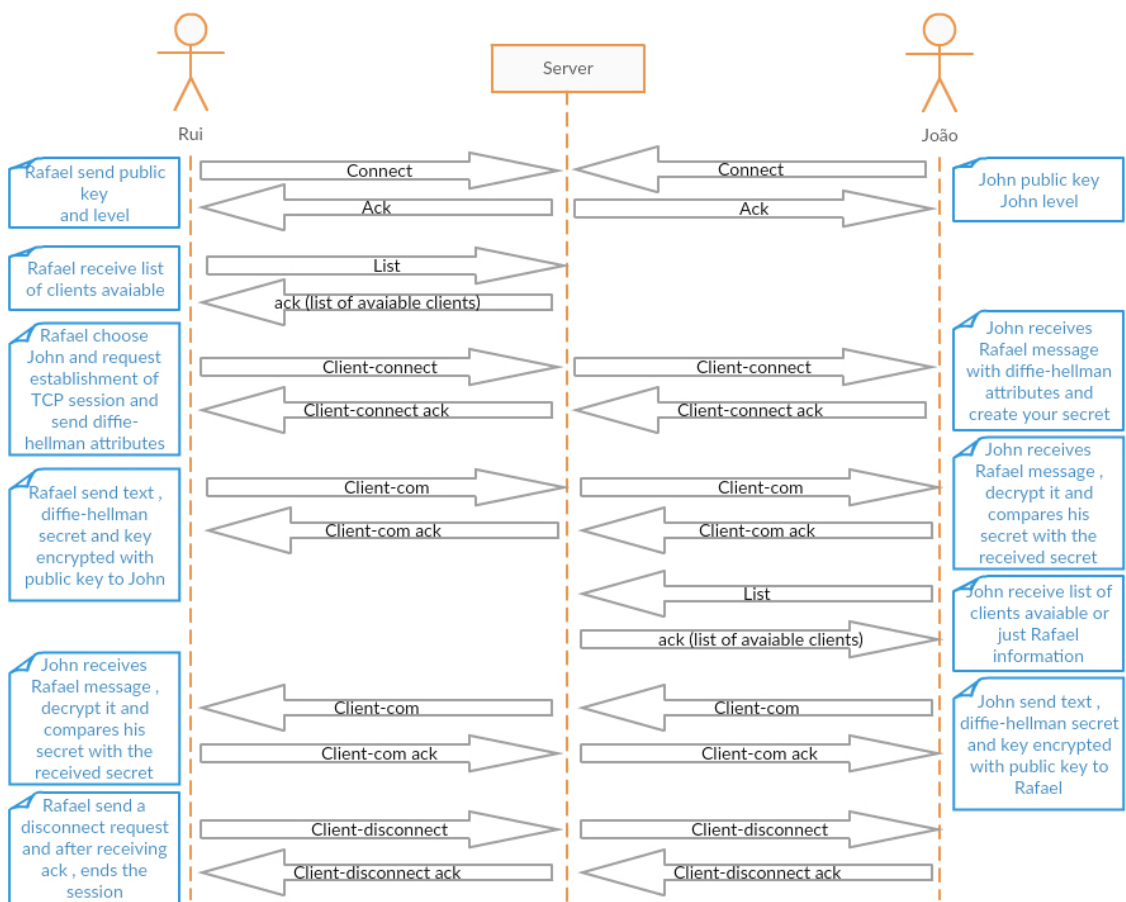 Server
Rui
João
Rafael send public
key
and level
Connect
Connect
John public key
John level
Ack
Ack
Rafael receive list
of clients avaiable
List
ack (list of avaiable clients)
Rafael choose
John and request
establishment of
TCP session and
send diffie-
hellman attributes
Client-connect
Client-connect
John receives
Rafael message
with diffie-hellman
attributes and
create your secret
Client-connect ack
Client-connect ack
Rafael send text ,
diffie-hellman
secret and key
encrypted with
public key to John
Client-com
Client-com
John receives
Rafael message ,
decrypt it and
compares his
secret with the
received secret
Client-com ack
Client-com ack
List
John receive list of
clients avaiable or
just Rafael
information
ack (list of avaiable clients)
John receives
Rafael message ,
decrypt it and
compares his
secret with the
received secret
Client-com
Client-com
John send text ,
diffie-hellman secret
and key encrypted
with public key to
Rafael
Client-com ack
Client-com ack
Rafael send a
disconnect request
and after receiving
ack , ends the
session
Client-disconnect
Client-disconnect
Client-disconnect ack
Client-disconnect ack